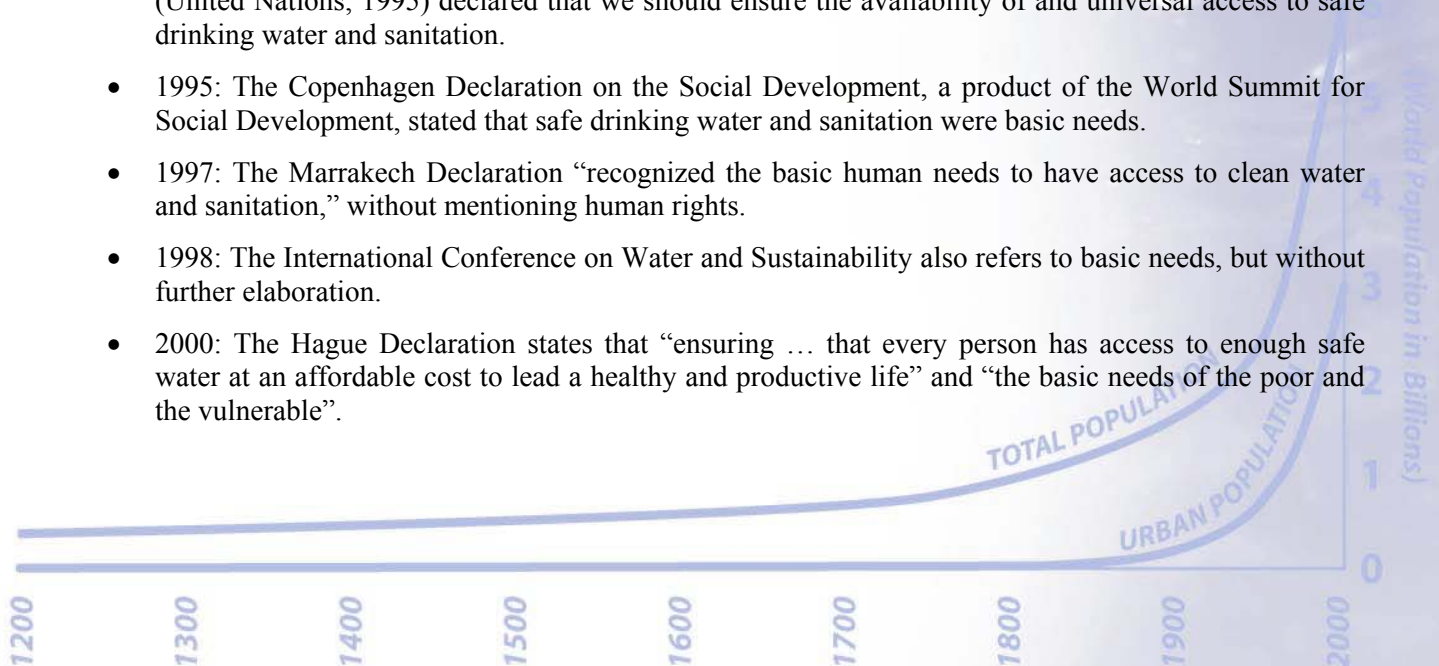 (United Nations, 1995) declared that we should ensure the availability of and universal access to safe
drinking water and sanitation.
• 1995: The Copenhagen Declaration on the Social Development, a product of the World Summit for
Social Development, stated that safe drinking water and sanitation were basic needs.
• 1997: The Marrakech Declaration “recognized the basic human needs to have access to clean water
and sanitation,” without mentioning human rights.
• 1998: The International Conference on Water and Sustainability also refers to basic needs, but without
further elaboration.
• 2000: The Hague Declaration states that “ensuring … that every person has access to enough safe
water at an affordable cost to lead a healthy and productive life” and “the basic needs of the poor and
the vulnerable”.
TOTAL POPULATION
URBAN POPULATION
World Population in Billions)
6
5
4
3
2
1
0
1200
1300
1400
1500
1600
1700
1800
1900
2000